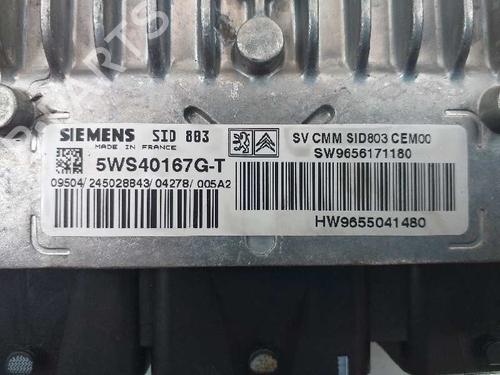 SIEMENS SID 803
MADE IN FRANCE
5WS40167G-T
09504/245028843/04278/005A2
SV CMM SID803 CEM00
SW9656171180
HW9655041480